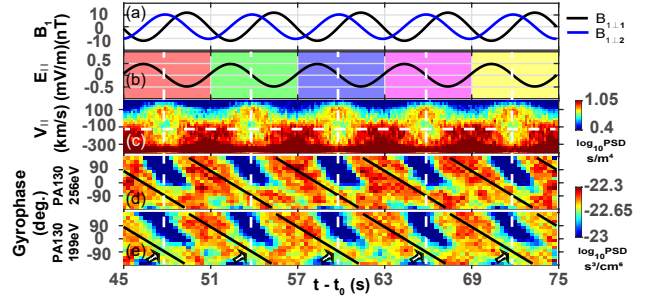 (a)
B₁
10
0
-10
B₁⊥₁
B₁⊥₂
E||
(mV/m)(nT)
(b)
0.5
-0.5
V||
(km/s)
(c)
100
-100
-300
1.05
0.4
log₁₀PSD
s/m⁴
Gyrophase
(deg.)
PA130
256eV
(d)
90
0
-90
PA130
199eV
(e)
90
0
-90
-22.3
-22.65
-23
log₁₀PSD
s³/cm⁶
45 51 57 63 69 75
t - t₀ (s)